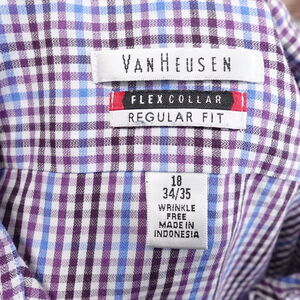 VAN HEUSEN
FLEX COLLAR
REGULAR FIT
18
34/35
WRINKLE
FREE
MADE IN
INDONESIA